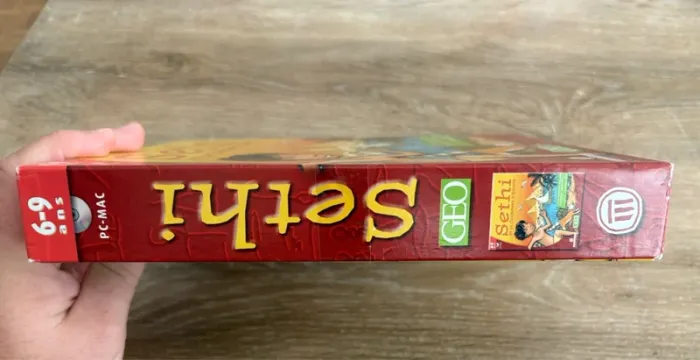 6-9
ans
PC-MAC
Sethi
GEO
Sethi